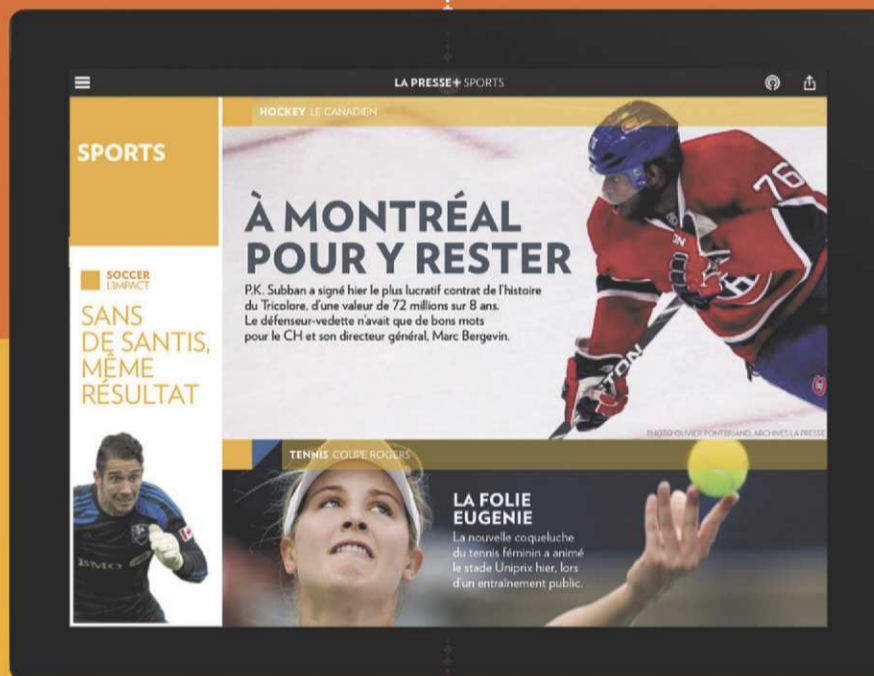 LA PRESSE+ SPORTS
SPORTS
HOCKEY LE CANADIEN
À MONTRÉAL
POUR Y RESTER
P.K. Subban a signé hier le plus lucratif contrat de l'histoire
du Tricolore, d'une valeur de 72 millions sur 8 ans.
Le défenseur-vedette n'avait que de bons mots
pour le CH et son directeur général, Marc Bergevin.
76
PHOTO OLIVIER PONTBRIAND, ARCHIVES LA PRESSE
SOCCER
L'IMPACT
SANS
DE SANTIS,
MÊME
RÉSULTAT
BMO
TENNIS COUPE ROGERS
LA FOLIE
EUGENIE
La nouvelle coqueluche
du tennis féminin a animé
le stade Uniprix hier, lors
d'un entraînement public.